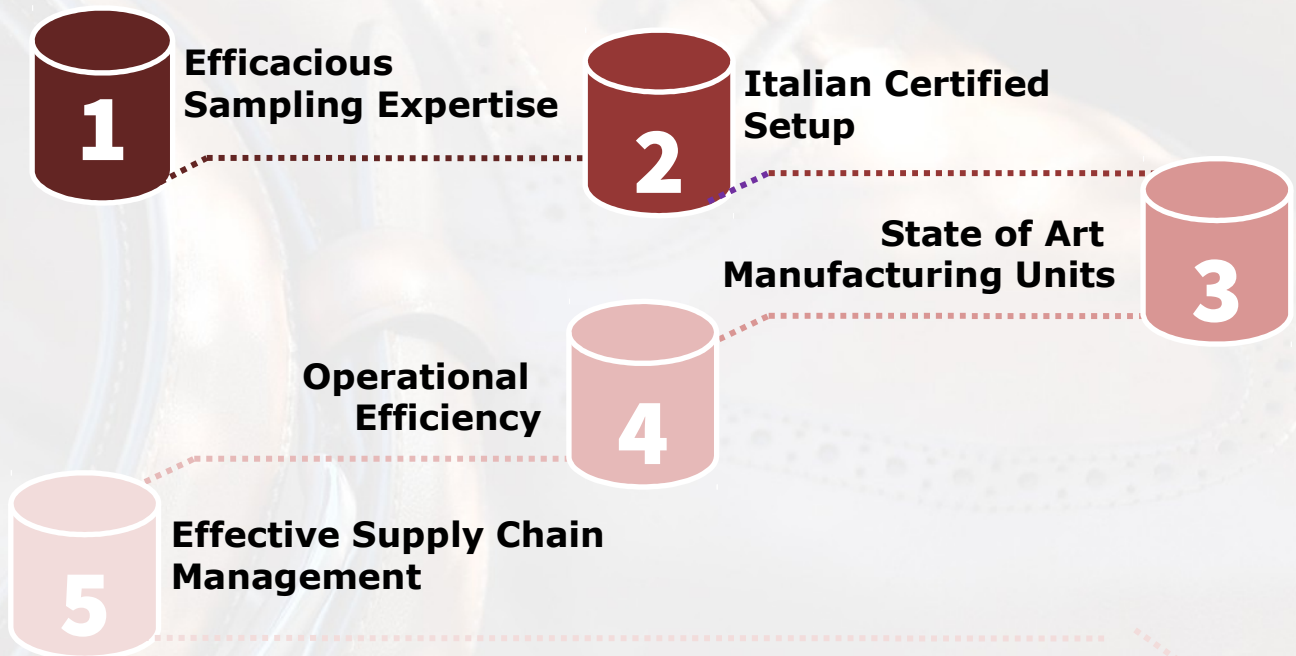 1
Efficacious
Sampling Expertise
2
Italian Certified
Setup
State of Art
Manufacturing Units
3
Operational
Efficiency
4
5
Effective Supply Chain
Management